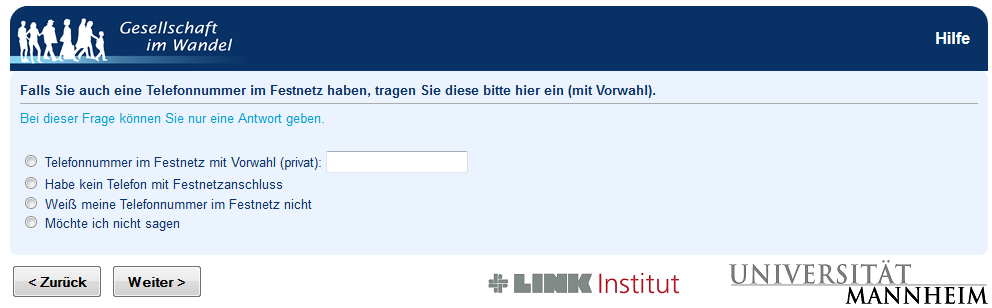 Gesellschaft
im Wandel
Hilfe
Falls Sie auch eine Telefonnummer im Festnetz haben, tragen Sie diese bitte hier ein (mit Vorwahl).
Bei dieser Frage können Sie nur eine Antwort geben.
Telefonnummer im Festnetz mit Vorwahl (privat):
Habe kein Telefon mit Festnetzanschluss
Weiß meine Telefonnummer im Festnetz nicht
Möchte ich nicht sagen
< Zurück
Weiter >
LINK Institut
UNIVERSITÄT
MANNHEIM